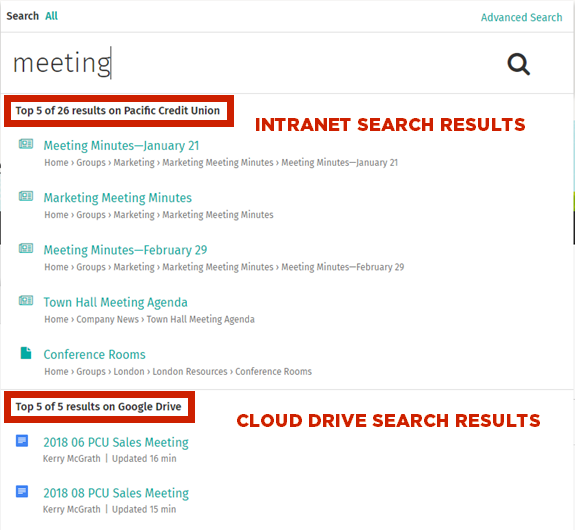 Search All
Advanced Search
meeting
Top 5 of 26 results on Pacific Credit Union
INTRANET SEARCH RESULTS
Meeting Minutes—January 21
Home › Groups › Marketing › Marketing Meeting Minutes › Meeting Minutes—January 21
Marketing Meeting Minutes
Home › Groups › Marketing › Marketing Meeting Minutes
Meeting Minutes—February 29
Home › Groups › Marketing › Marketing Meeting Minutes › Meeting Minutes—February 29
Town Hall Meeting Agenda
Home › Company News › Town Hall Meeting Agenda
Conference Rooms
Home › Groups › London › London Resources › Conference Rooms
Top 5 of 5 results on Google Drive
CLOUD DRIVE SEARCH RESULTS
2018 06 PCU Sales Meeting
Kerry McGrath | Updated 16 min
2018 08 PCU Sales Meeting
Kerry McGrath | Updated 15 min